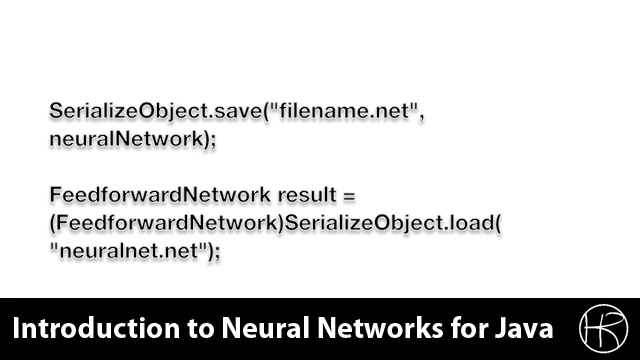 SerializeObject.save("filename.net",
neuralNetwork);
FeedforwardNetwork result =
(FeedforwardNetwork)SerializeObject.load(
"neuralnet.net");
Introduction to Neural Networks for Java